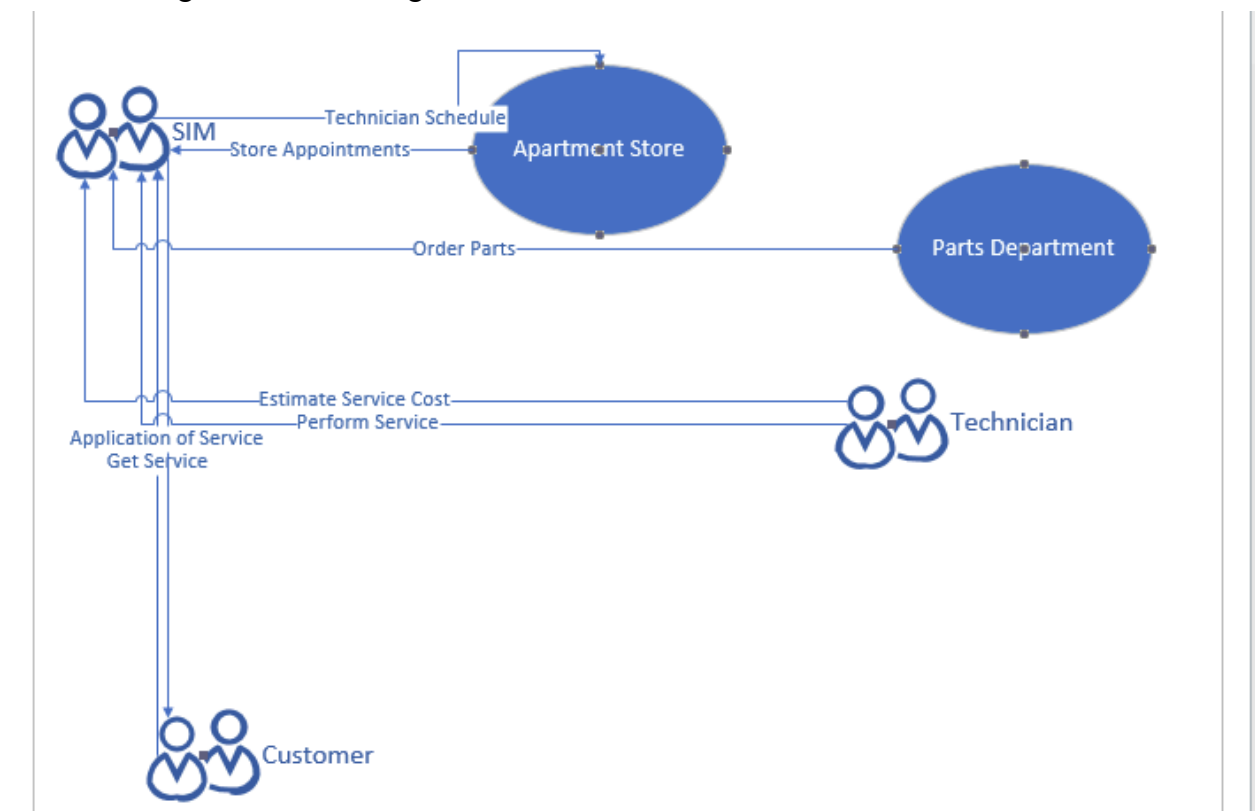 SIM
Technician Schedule
Store Appointments
Apartment Store
Order Parts
Parts Department
Estimate Service Cost
Perform Service
Technician
Application of Service
Get Service
Customer